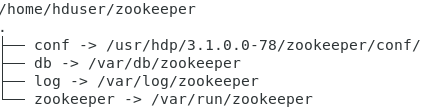 /home/hduser/zookeeper
.
├── conf -> /usr/hdp/3.1.0.0-78/zookeeper/conf/
├── db -> /var/db/zookeeper
├── log -> /var/log/zookeeper
└── zookeeper -> /var/run/zookeeper